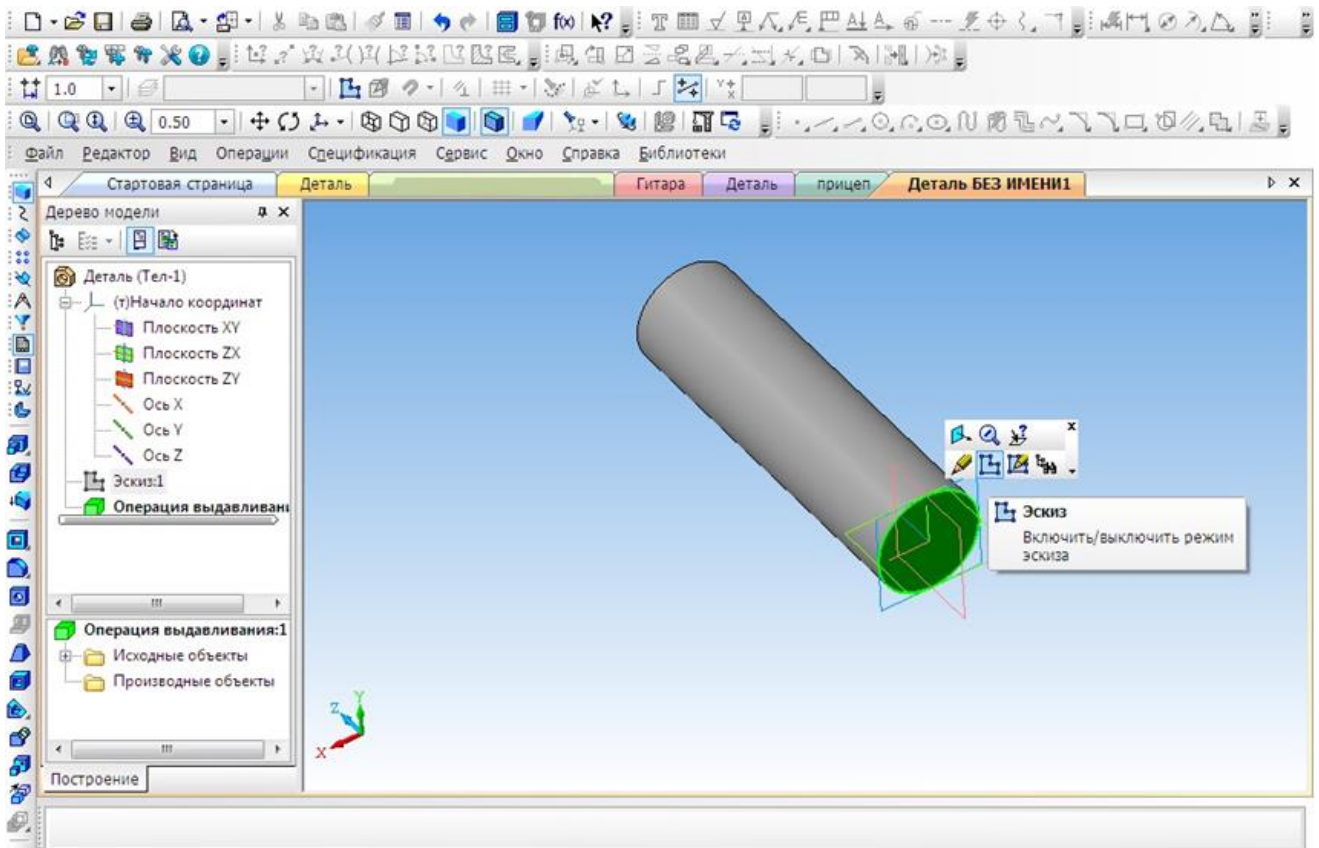 1.0
0.50
Файл Редактор Вид Операции Спецификация Сервис Окно Справка Библиотеки
Стартовая страница Деталь Гитара Деталь прицеп Деталь БЕЗ ИМЕНИ1
Дерево модели
Деталь (Тел-1)
(т)Начало координат
Плоскость XY
Плоскость ZX
Плоскость ZY
Ось X
Ось Y
Ось Z
Эскиз:1
Операция выдавливани
Эскиз
Включить/выключить режим
эскиза
Операция выдавливания:1
Исходные объекты
Производные объекты
Z Y
X
Построение